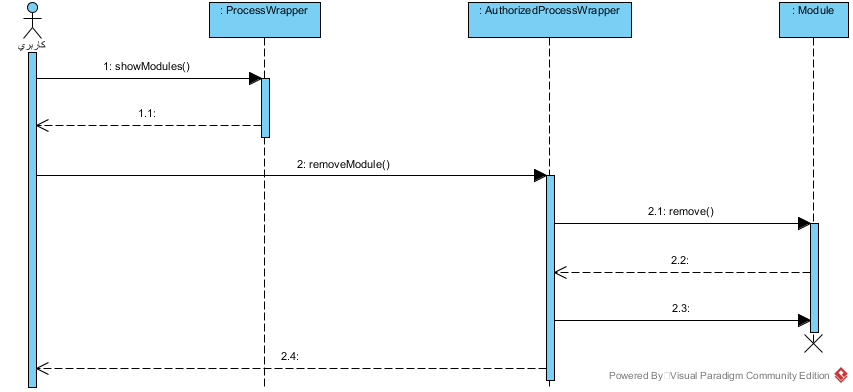 : ProcessWrapper
: AuthorizedProcessWrapper
: Module
كاربري
1: showModules()
1.1:
2: removeModule()
2.1: remove()
2.2:
2.3:
2.4:
Powered By Visual Paradigm Community Edition